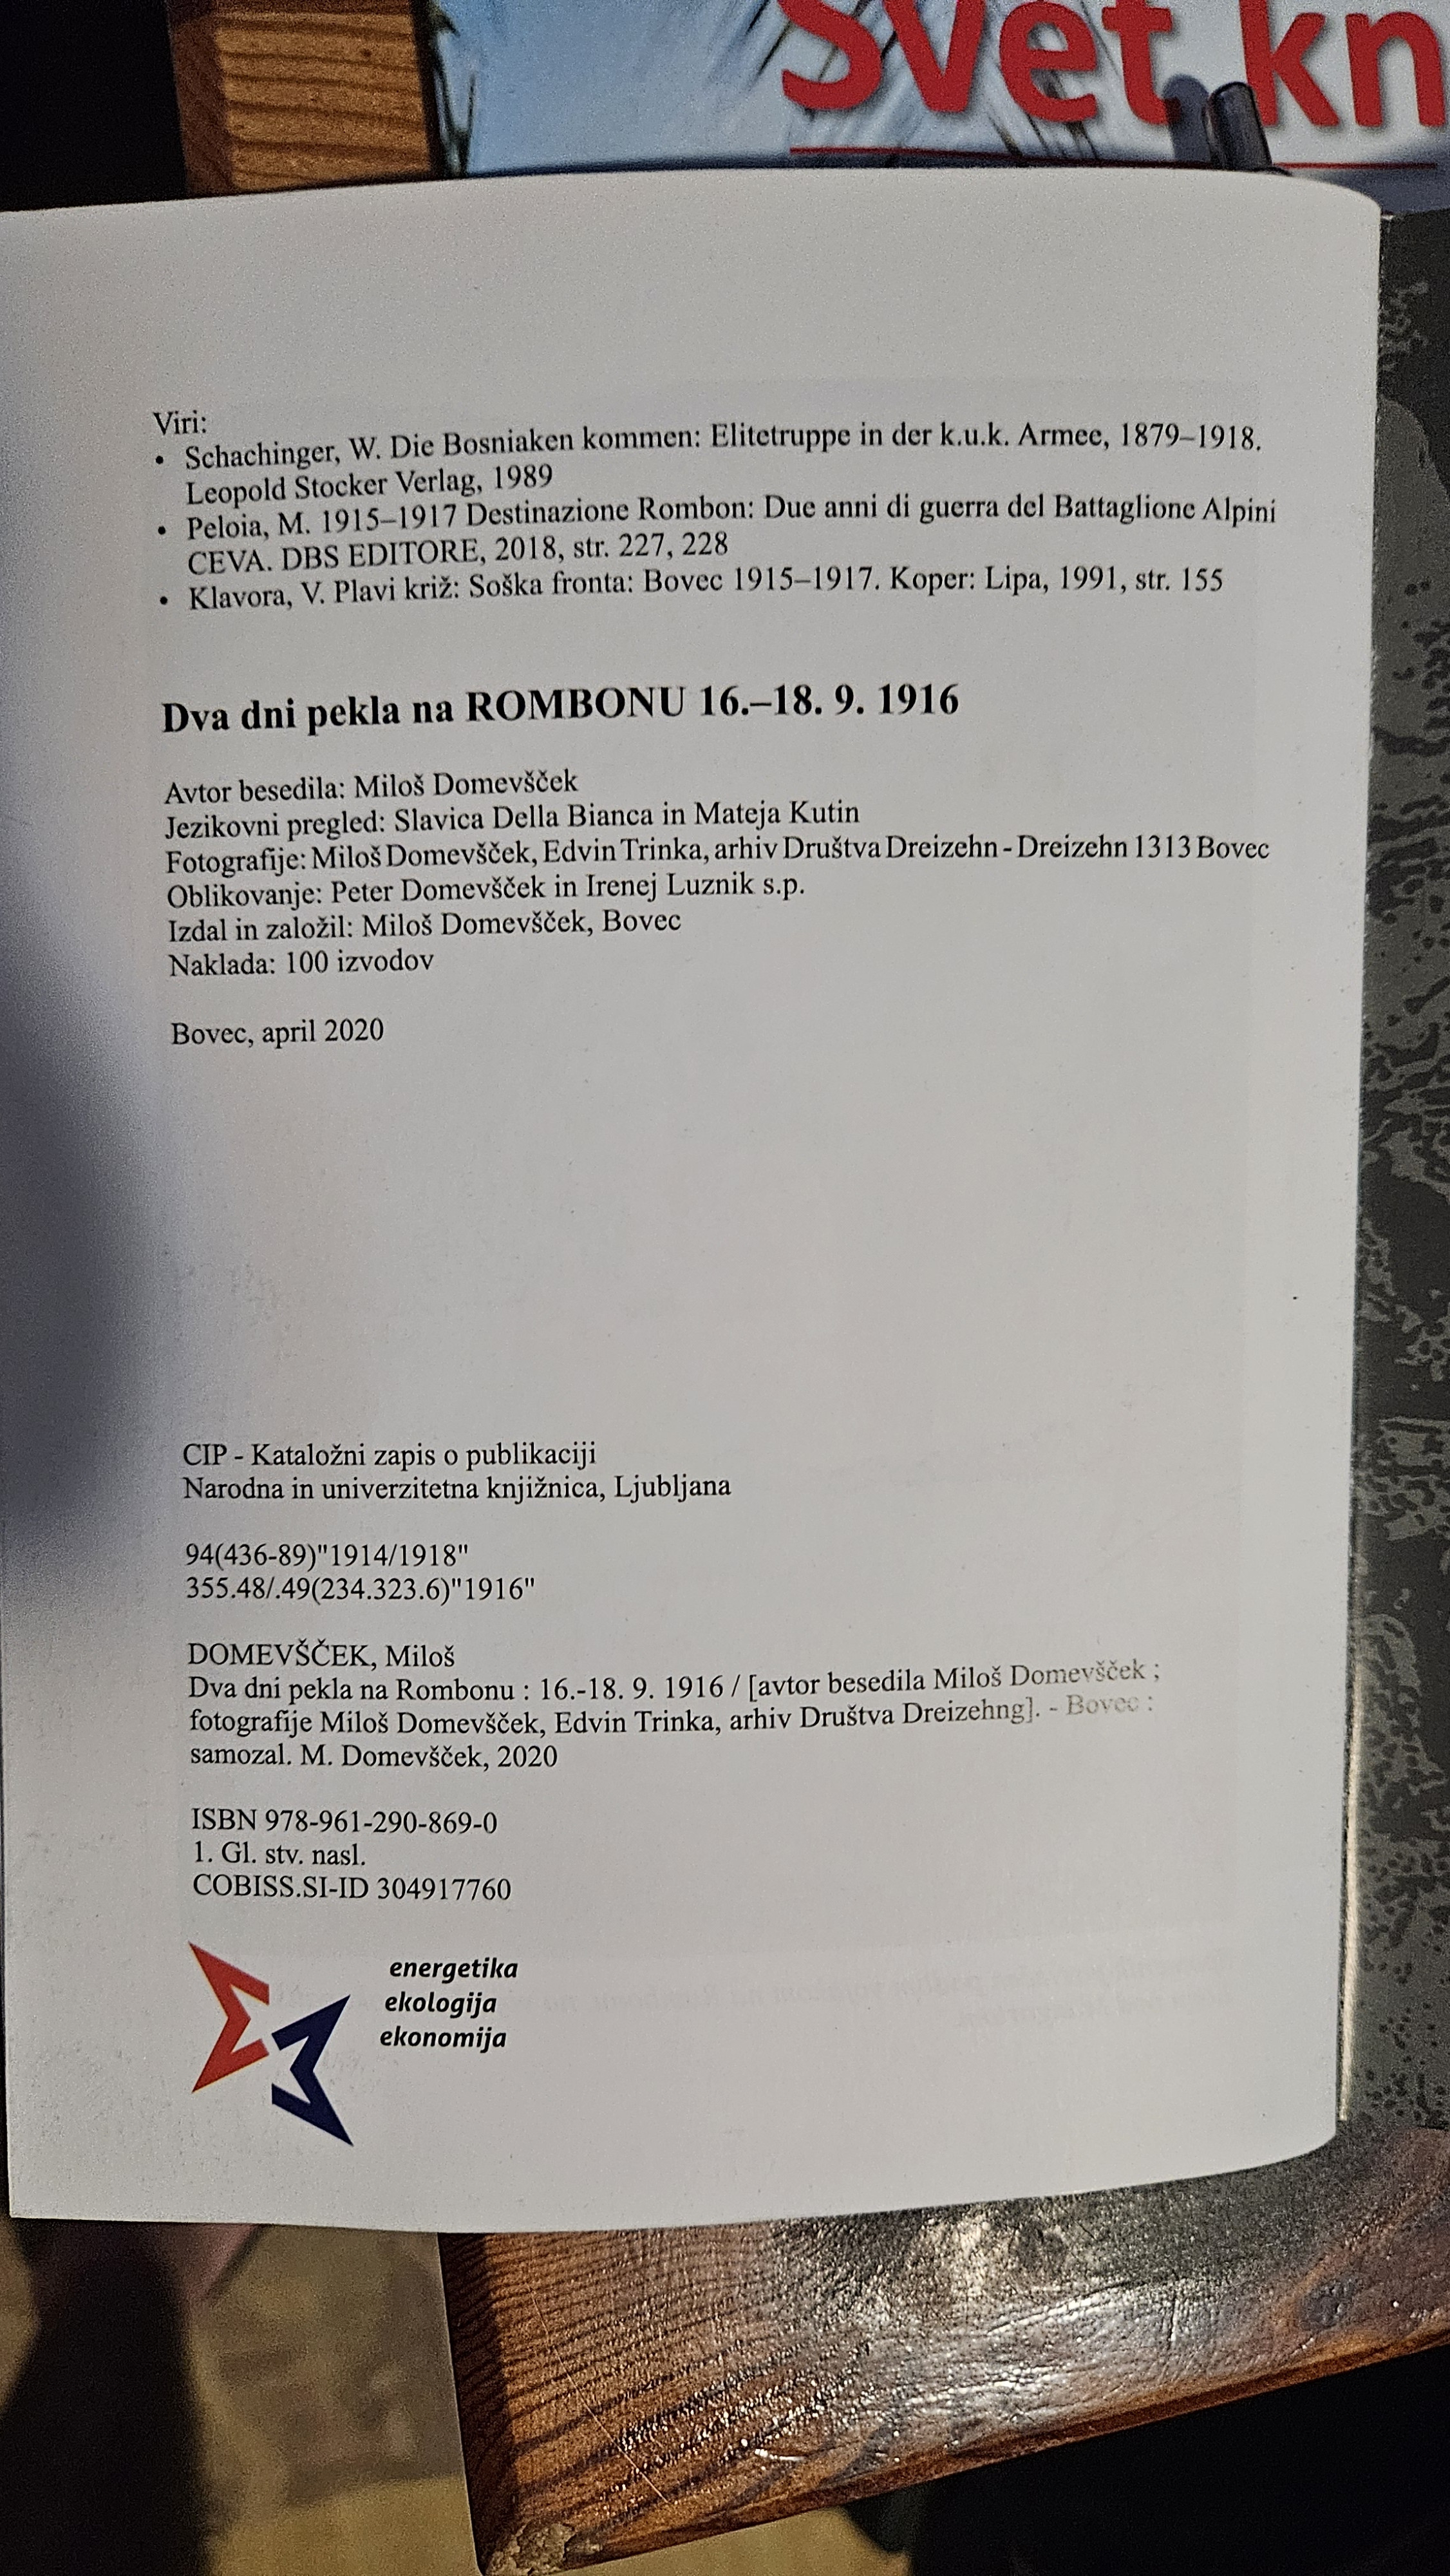 Svet kn
Viri:
• Schachinger, W. Die Bosniaken kommen: Elitetruppe in der k.u.k. Armee, 1879–1918.
Leopold Stocker Verlag, 1989
• Peloia, M. 1915–1917 Destinazione Rombon: Due anni di guerra del Battaglione Alpini
CEVA. DBS EDITORE, 2018, str. 227, 228
• Klavora, V. Plavi križ: Soška fronta: Bovec 1915–1917. Koper: Lipa, 1991, str. 155
Dva dni pekla na ROMBONU 16.–18. 9. 1916
Avtor besedila: Miloš Domevšček
Jezikovni pregled: Slavica Della Bianca in Mateja Kutin
Fotografije: Miloš Domevšček, Edvin Trinka, arhiv Društva Dreizehn - Dreizehn 1313 Bovec
Oblikovanje: Peter Domevšček in Irenej Luznik s.p.
Izdal in založil: Miloš Domevšček, Bovec
Naklada: 100 izvodov
Bovec, april 2020
CIP - Kataložni zapis o publikaciji
Narodna in univerzitetna knjižnica, Ljubljana
94(436-89)"1914/1918"
355.48/.49(234.323.6)"1916"
DOMEVŠČEK, Miloš
Dva dni pekla na Rombonu : 16.-18. 9. 1916 / [avtor besedila Miloš Domevšček ;
fotografije Miloš Domevšček, Edvin Trinka, arhiv Društva Dreizehng]. - Bovec :
samozal. M. Domevšček, 2020
ISBN 978-961-290-869-0
1. Gl. stv. nasl.
COBISS.SI-ID 304917760
energetika
ekologija
ekonomija